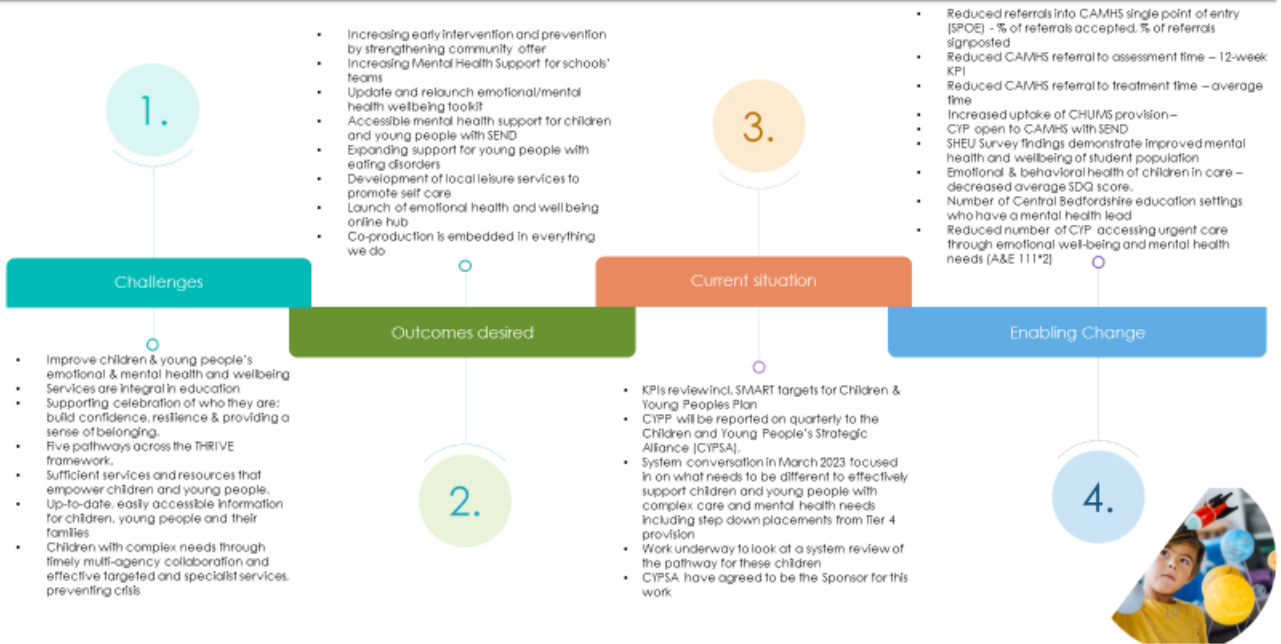 1.
Challenges
▪ Improve children & young people's
emotional & mental health and wellbeing
▪ Services are integral in education
▪ Supporting celebration of who they are;
build confidence, resilience & providing a
sense of belonging.
▪ Five pathways across the THRIVE
framework.
▪ Sufficient services and resources that
empower children and young people.
▪ Up-to-date, easily accessible information
for children, young people and their
families
▪ Children with complex needs through
timely multi-agency collaboration and
effective targeted and specialist services,
preventing crisis
▪ Increasing early intervention and prevention
by strengthening community offer
▪ Increasing Mental Health Support for schools'
teams
▪ Update and relaunch emotional/mental
health wellbeing toolkit
▪ Accessible mental health support for children
and young people with SEND
▪ Expanding support for young people with
eating disorders
▪ Development of local leisure services to
promote self care
▪ Launch of emotional health and well being
online hub
▪ Co-production is embedded in everything
we do
Outcomes desired
2.
3.
Current situation
▪ KPIs review incl. SMART targets for Children &
Young Peoples Plan
▪ CYPP will be reported on quarterly to the
Children and Young People's Strategic
Alliance (CYPSA).
▪ System conversation in March 2023 focused
in on what needs to be different to effectively
support children and young people with
complex care and mental health needs
including step down placements from Tier 4
provision
▪ Work underway to look at a system review of
the pathway for these children
▪ CYPSA have agreed to be the Sponsor for this
work
▪ Reduced referrals into CAMHS single point of entry
(SPOE) - % of referrals accepted, % of referrals
signposted
▪ Reduced CAMHS referral to assessment time – 12-week
KPI
▪ Reduced CAMHS referral to treatment time – average
time
▪ Increased uptake of CHUMS provision –
▪ CYP open to CAMHS with SEND
▪ SHEU Survey findings demonstrate improved mental
health and wellbeing of student population
▪ Emotional & behavioral health of children in care –
decreased average SDQ score.
▪ Number of Central Bedfordshire education settings
who have a mental health lead
▪ Reduced number of CYP accessing urgent care
through emotional well-being and mental health
needs (A&E 111*2)
Enabling Change
4.